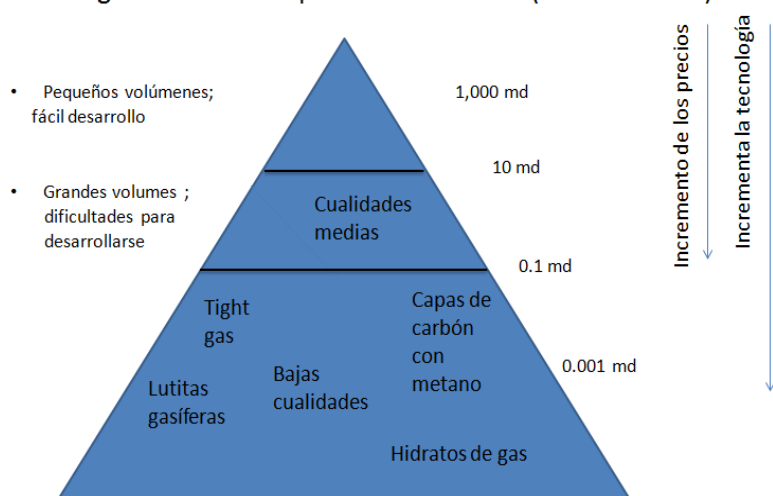 • Pequeños volúmenes;
fácil desarrollo
1,000 md
10 md
• Grandes volumes ;
dificultades para
desarrollarse
Cualidades
medias
0.1 md
Tight
gas
Capas de
carbón
con
metano
0.001 md
Lutitas
gasíferas
Bajas
cualidades
Hidratos de gas
Incremento de los precios
Incrementa la tecnología